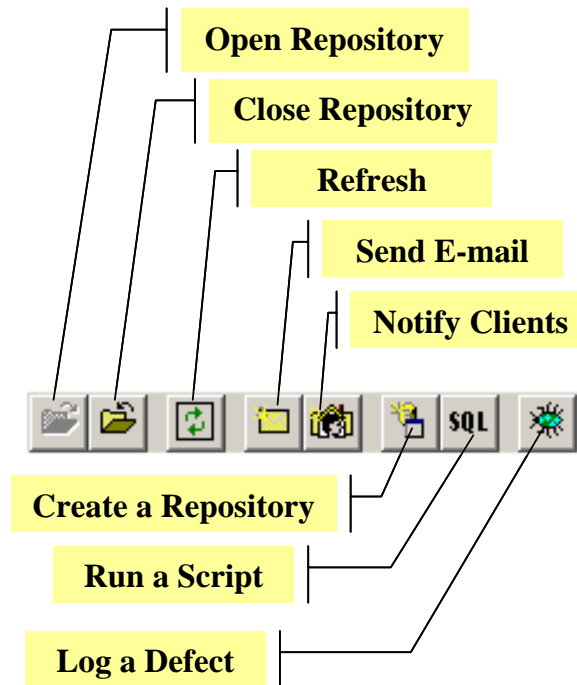 Open Repository
Close Repository
Refresh
Send E-mail
Notify Clients
SQL
Create a Repository
Run a Script
Log a Defect